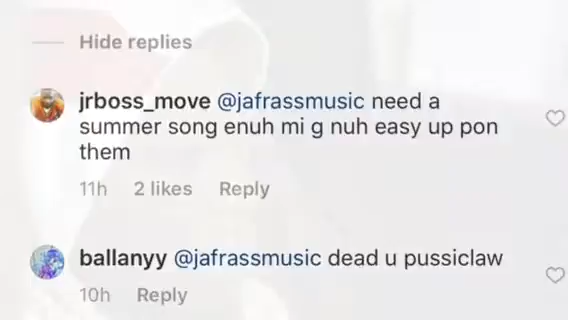 Hide replies
jrboss_move @jafrassmusic need a
summer song enuh mi g nuh easy up pon
them
11h 2 likes Reply
ballanyy @jafrassmusic dead u pussiclaw
10h Reply